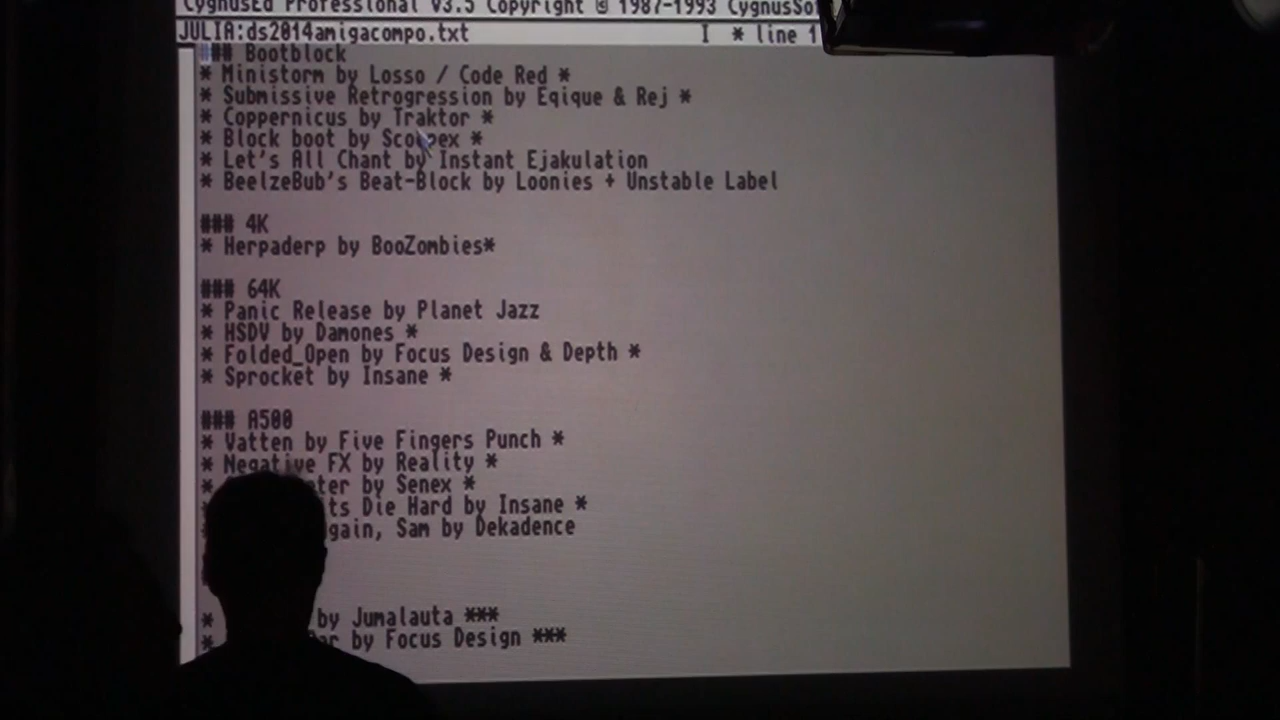 CygnusEd Professional v3.5 Copyright © 1987-1993 CygnusSo
JULIA:ds2014amigacompo.txt I * line 1
### Bootblock
* Ministorm by Losso / Code Red *
* Submissive Retrogression by Eqique & Rej *
* Coppernicus by Traktor *
* Block boot by Scoopex *
* Let's All Chant by Instant Ejakulation
* BeelzeBub's Beat-Block by Loonies + Unstable Label
### 4K
* Herpaderp by BooZombies*
### 64K
* Panic Release by Planet Jazz
* HSDV by Damones *
* Folded_Open by Focus Design & Depth *
* Sprocket by Insane *
### A500
* Vatten by Five Fingers Punch *
* Negative FX by Reality *
* ter by Senex *
its Die Hard by Insane *
gain, Sam by Dekadence
* by Jumalauta ***
* by Focus Design ***